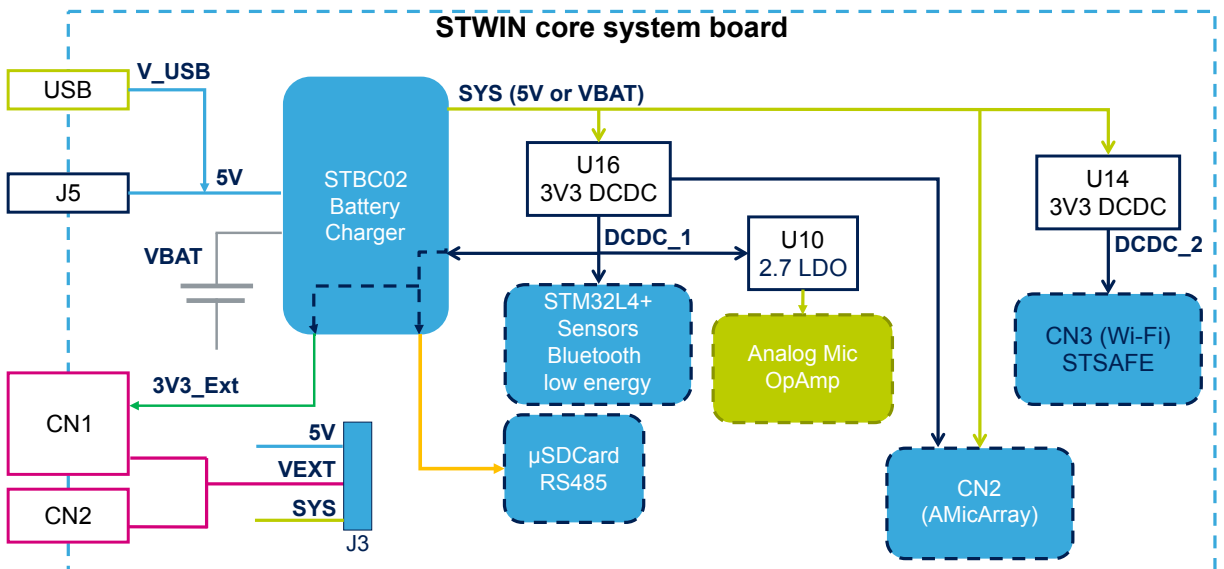 STWIN core system board
USB
V_USB
SYS (5V or VBAT)
J5
5V
STBC02
Battery
Charger
U16
3V3 DCDC
U14
3V3 DCDC
VBAT
DCDC_1
U10
2.7 LDO
DCDC_2
STM32L4+
Sensors
Bluetooth
low energy
Analog Mic
OpAmp
CN3 (Wi-Fi)
STSAFE
3V3_Ext
CN1
5V
VEXT
SYS
J3
CN2
µSDCard
RS485
CN2
(AMicArray)